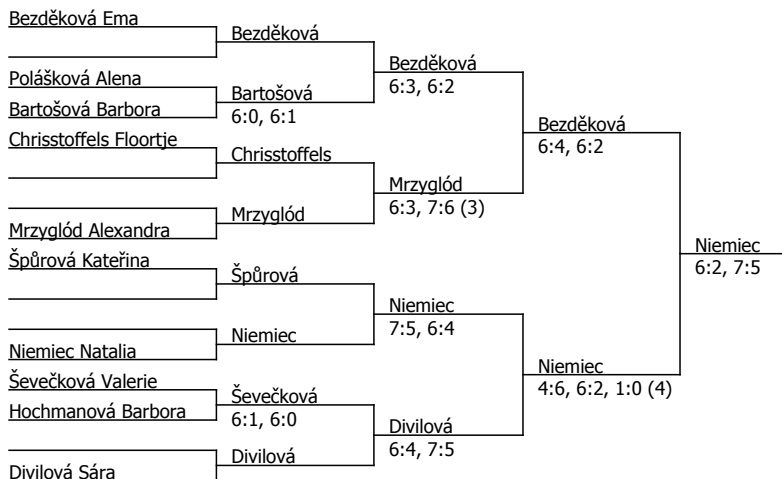 Bezděková Ema
Polášková Alena
Bartošová Barbora
Chrisstoffels Floortje
Mrzyglód Alexandra
Špůrová Kateřina
Niemiec Natalia
Ševečková Valerie
Hochmanová Barbora
Divilová Sára
Bezděková
Bartošová
6:0, 6:1
Chrisstoffels
Mrzyglód
Špůrová
Niemiec
Ševečková
6:1, 6:0
Divilová
Bezděková
6:3, 6:2
Mrzyglód
6:3, 7:6 (3)
Niemiec
7:5, 6:4
Divilová
6:4, 7:5
Bezděková
6:4, 6:2
Niemiec
4:6, 6:2, 1:0 (4)
Niemiec
6:2, 7:5